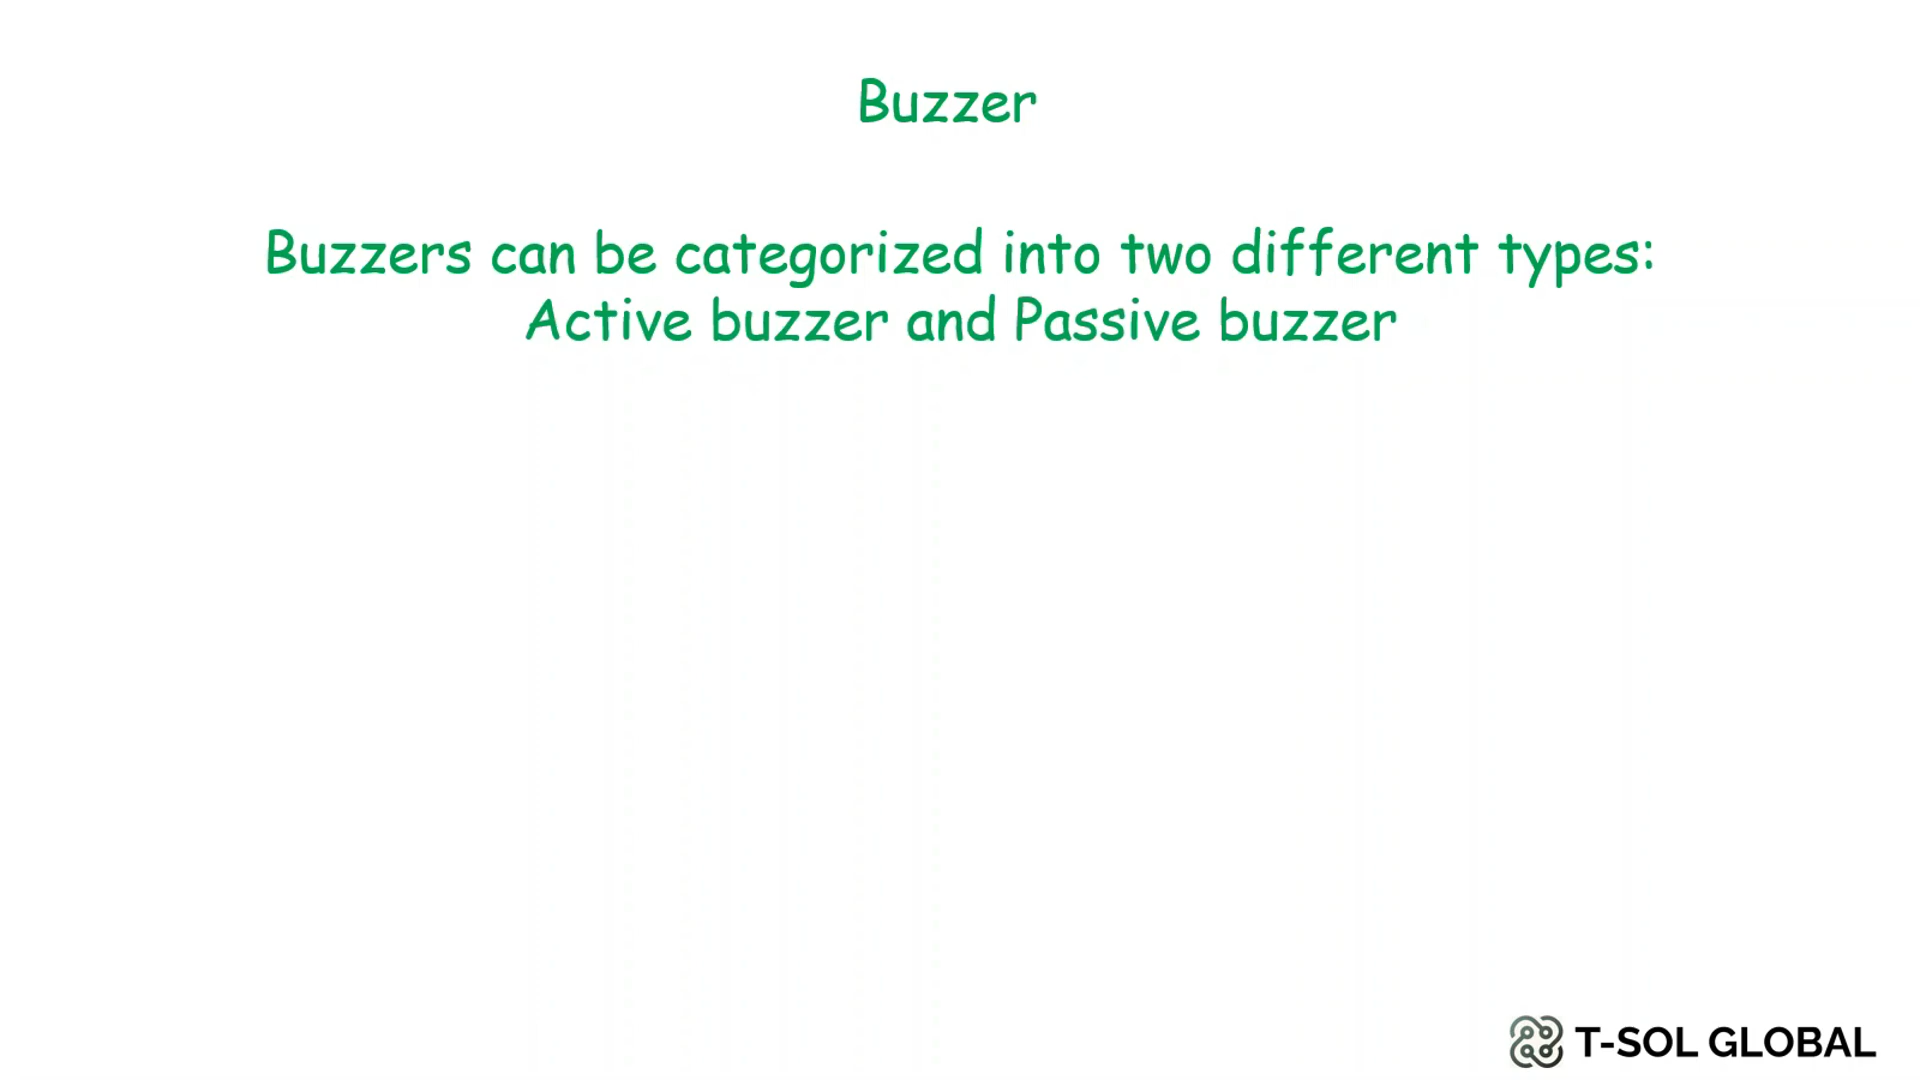 Buzzer
Buzzers can be categorized into two different types:
Active buzzer and Passive buzzer
T-SOL GLOBAL